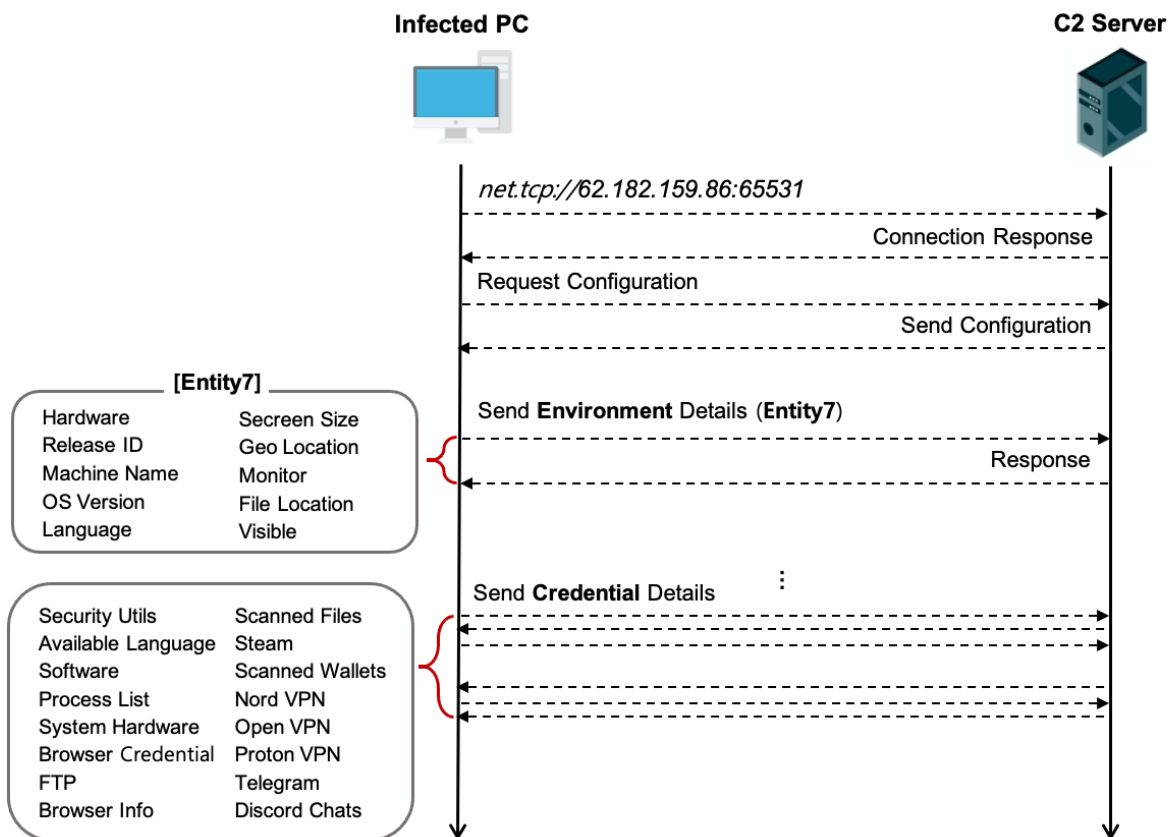 Infected PC
C2 Server
net.tcp://62.182.159.86:65531
Connection Response
Request Configuration
Send Configuration
[Entity7]
Hardware
Release ID
Machine Name
OS Version
Language
Secreen Size
Geo Location
Monitor
File Location
Visible
Send Environment Details (Entity7)
Response
Send Credential Details
⋮
Security Utils
Available Language
Software
Process List
System Hardware
Browser Credential
FTP
Browser Info
Scanned Files
Steam
Scanned Wallets
Nord VPN
Open VPN
Proton VPN
Telegram
Discord Chats